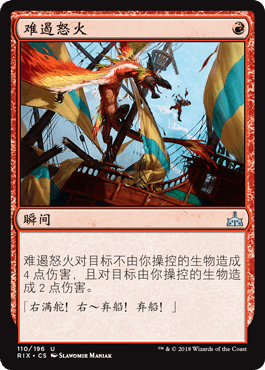 难遏怒火
瞬间
难遏怒火对目标不由你操控的生物造成
4点伤害，且对目标由你操控的生物造
成2点伤害。
「右满舵！右～弃船！弃船！」
110/196 U
RIX • CS SLAWOMIR MANIAK
™ & © 2018 Wizards of the Coast